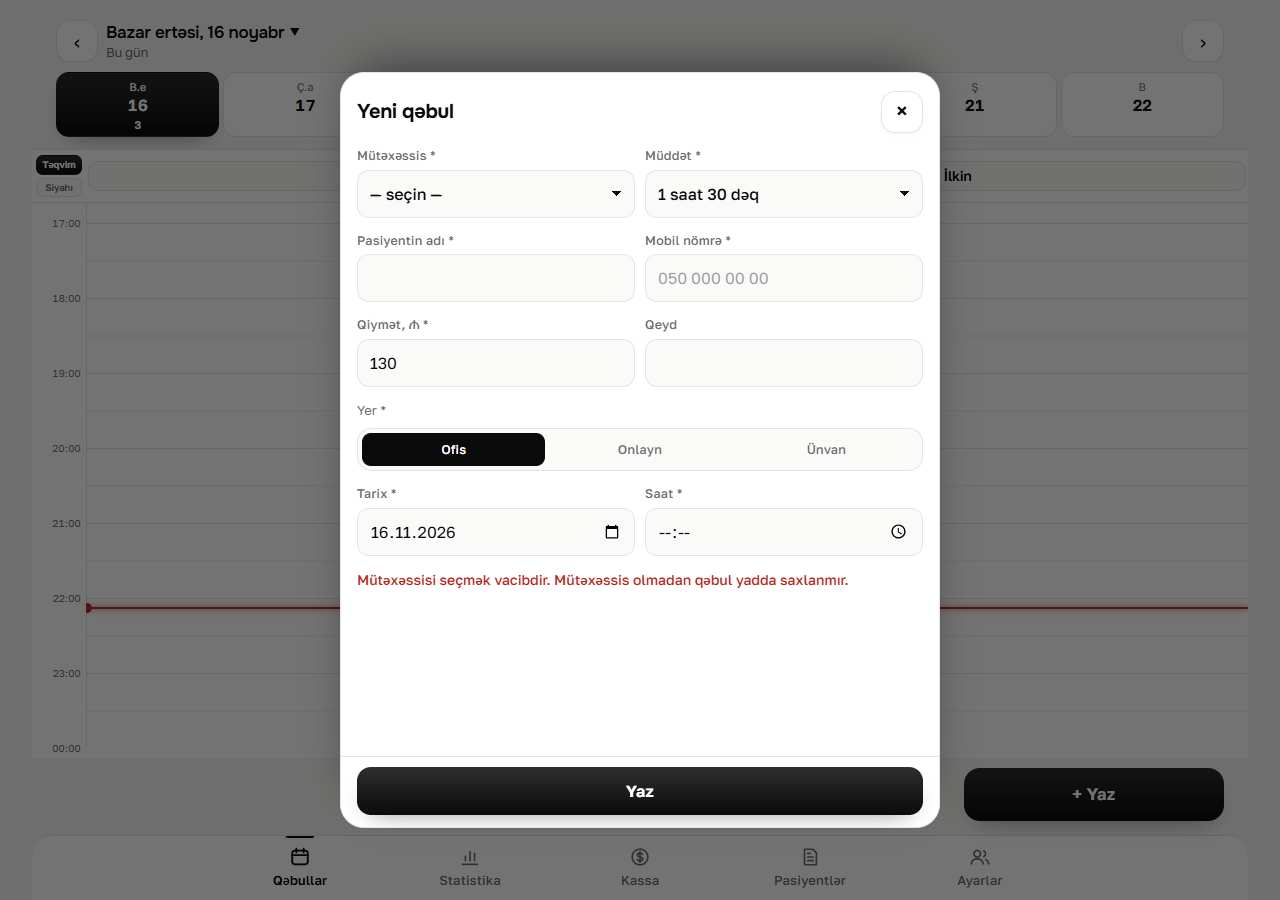 Bazar ertəsi, 16 noyabr ▼
Bu gün
B.e
16
3
Ç.a
17
Ş
21
B
22
Təqvim
Siyahı
İlkin
17:00
18:00
19:00
20:00
21:00
22:00
23:00
00:00
Yeni qəbul
Mütəxəssis *
Müddət *
— seçin —
1 saat 30 dəq
Pasiyentin adı *
Mobil nömrə *
050 000 00 00
Qiymət, ₼ *
Qeyd
130
Yer *
Ofis
Onlayn
Ünvan
Tarix *
Saat *
16.11.2026
--:--
Mütəxəssisi seçmək vacibdir. Mütəxəssis olmadan qəbul yadda saxlanmır.
Yaz
+ Yaz
Qəbullar
Statistika
Kassa
Pasiyentlər
Ayarlar